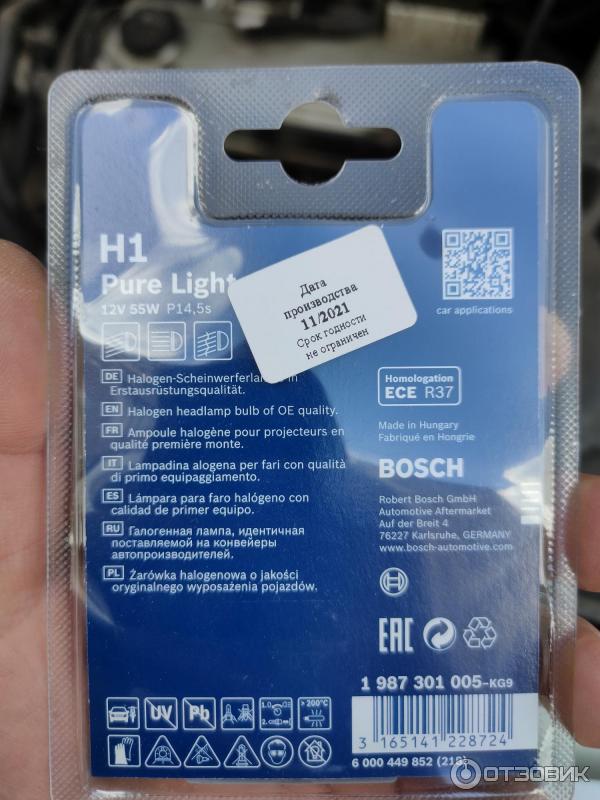 H1
Pure Light
12V 55W P14,5s
Дата
производства
11/2021
Срок годности
не ограничен
car applications
DE Halogen-Scheinwerferlampe in
Erstausrüstungsqualität.
EN Halogen headlamp bulb of OE quality.
FR Ampoule halogène pour projecteurs en
qualité première monte.
IT Lampadina alogena per fari con qualità
di primo equipaggiamento.
ES Lámpara para faro halógeno con
calidad de primer equipo.
RU Галогенная лампа, идентичная
поставляемой на конвейеры
автопроизводителей.
PL Żarówka halogenowa o jakości
oryginalnego wyposażenia pojazdów.
Homologation
ECE R37
Made in Hungary
Fabriqué en Hongrie
BOSCH
Robert Bosch GmbH
Automotive Aftermarket
Auf der Breit 4
76227 Karlsruhe, GERMANY
www.bosch-automotive.com
EAC
1 987 301 005-KG9
UV Pb 1. 2. > 200°C
3 165141 228724
6 000 449 852 (218)
ОТЗОВИК